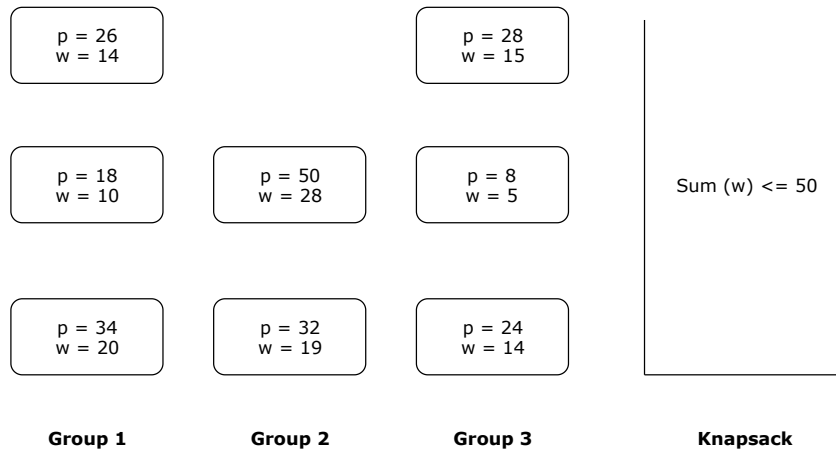 p = 26
w = 14
p = 28
w = 15
p = 18
w = 10
p = 50
w = 28
p = 8
w = 5
Sum (w) <= 50
p = 34
w = 20
p = 32
w = 19
p = 24
w = 14
Group 1
Group 2
Group 3
Knapsack